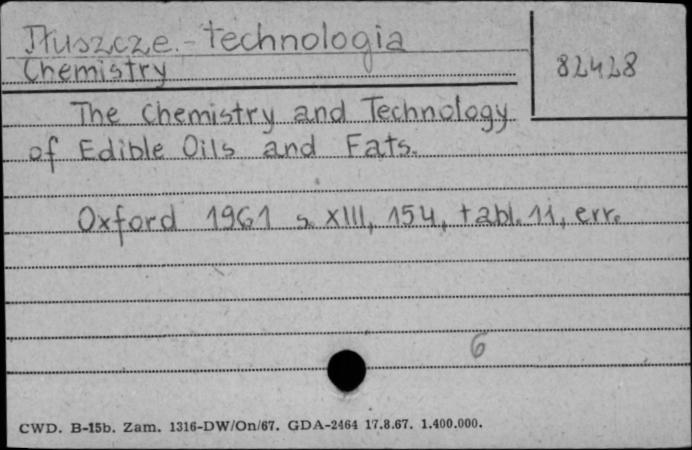 Tłuszcze - technologia
Chemistry
82428
The Chemistry and Technology
of Edible Oils and Fats.
Oxford 1961 s. XIII, 154, tabl. 11, err.
6
CWD. B-15b. Zam. 1316-DW/On/67. GDA-2464 17.8.67. 1.400.000.